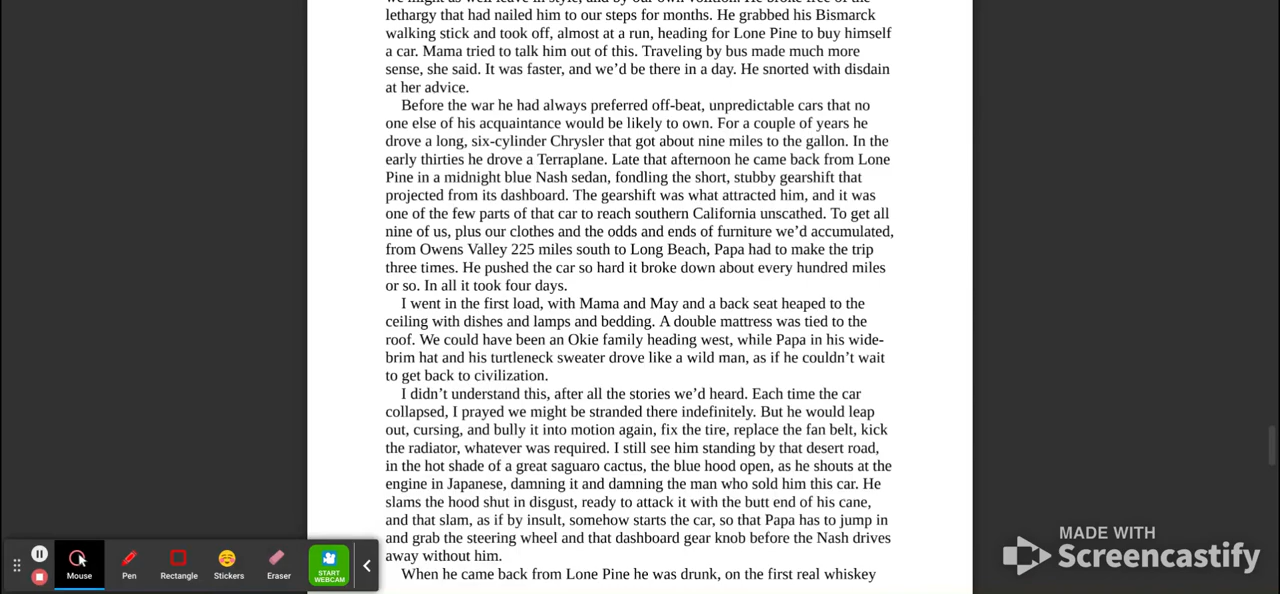 we might as well leave in style, and by our own volition. He broke free of the
lethargy that had nailed him to our steps for months. He grabbed his Bismarck
walking stick and took off, almost at a run, heading for Lone Pine to buy himself
a car. Mama tried to talk him out of this. Traveling by bus made much more
sense, she said. It was faster, and we’d be there in a day. He snorted with disdain
at her advice.
Before the war he had always preferred off-beat, unpredictable cars that no
one else of his acquaintance would be likely to own. For a couple of years he
drove a long, six-cylinder Chrysler that got about nine miles to the gallon. In the
early thirties he drove a Terraplane. Late that afternoon he came back from Lone
Pine in a midnight blue Nash sedan, fondling the short, stubby gearshift that
projected from its dashboard. The gearshift was what attracted him, and it was
one of the few parts of that car to reach southern California unscathed. To get all
nine of us, plus our clothes and the odds and ends of furniture we’d accumulated,
from Owens Valley 225 miles south to Long Beach, Papa had to make the trip
three times. He pushed the car so hard it broke down about every hundred miles
or so. In all it took four days.
I went in the first load, with Mama and May and a back seat heaped to the
ceiling with dishes and lamps and bedding. A double mattress was tied to the
roof. We could have been an Okie family heading west, while Papa in his wide-
brim hat and his turtleneck sweater drove like a wild man, as if he couldn’t wait
to get back to civilization.
I didn’t understand this, after all the stories we’d heard. Each time the car
collapsed, I prayed we might be stranded there indefinitely. But he would leap
out, cursing, and bully it into motion again, fix the tire, replace the fan belt, kick
the radiator, whatever was required. I still see him standing by that desert road,
in the hot shade of a great saguaro cactus, the blue hood open, as he shouts at the
engine in Japanese, damning it and damning the man who sold him this car. He
slams the hood shut in disgust, ready to attack it with the butt end of his cane,
and that slam, as if by insult, somehow starts the car, so that Papa has to jump in
and grab the steering wheel and that dashboard gear knob before the Nash drives
away without him.
When he came back from Lone Pine he was drunk, on the first real whiskey
Mouse
Pen
Rectangle
Stickers
Eraser
START
WEBCAM
MADE WITH
Screencastify